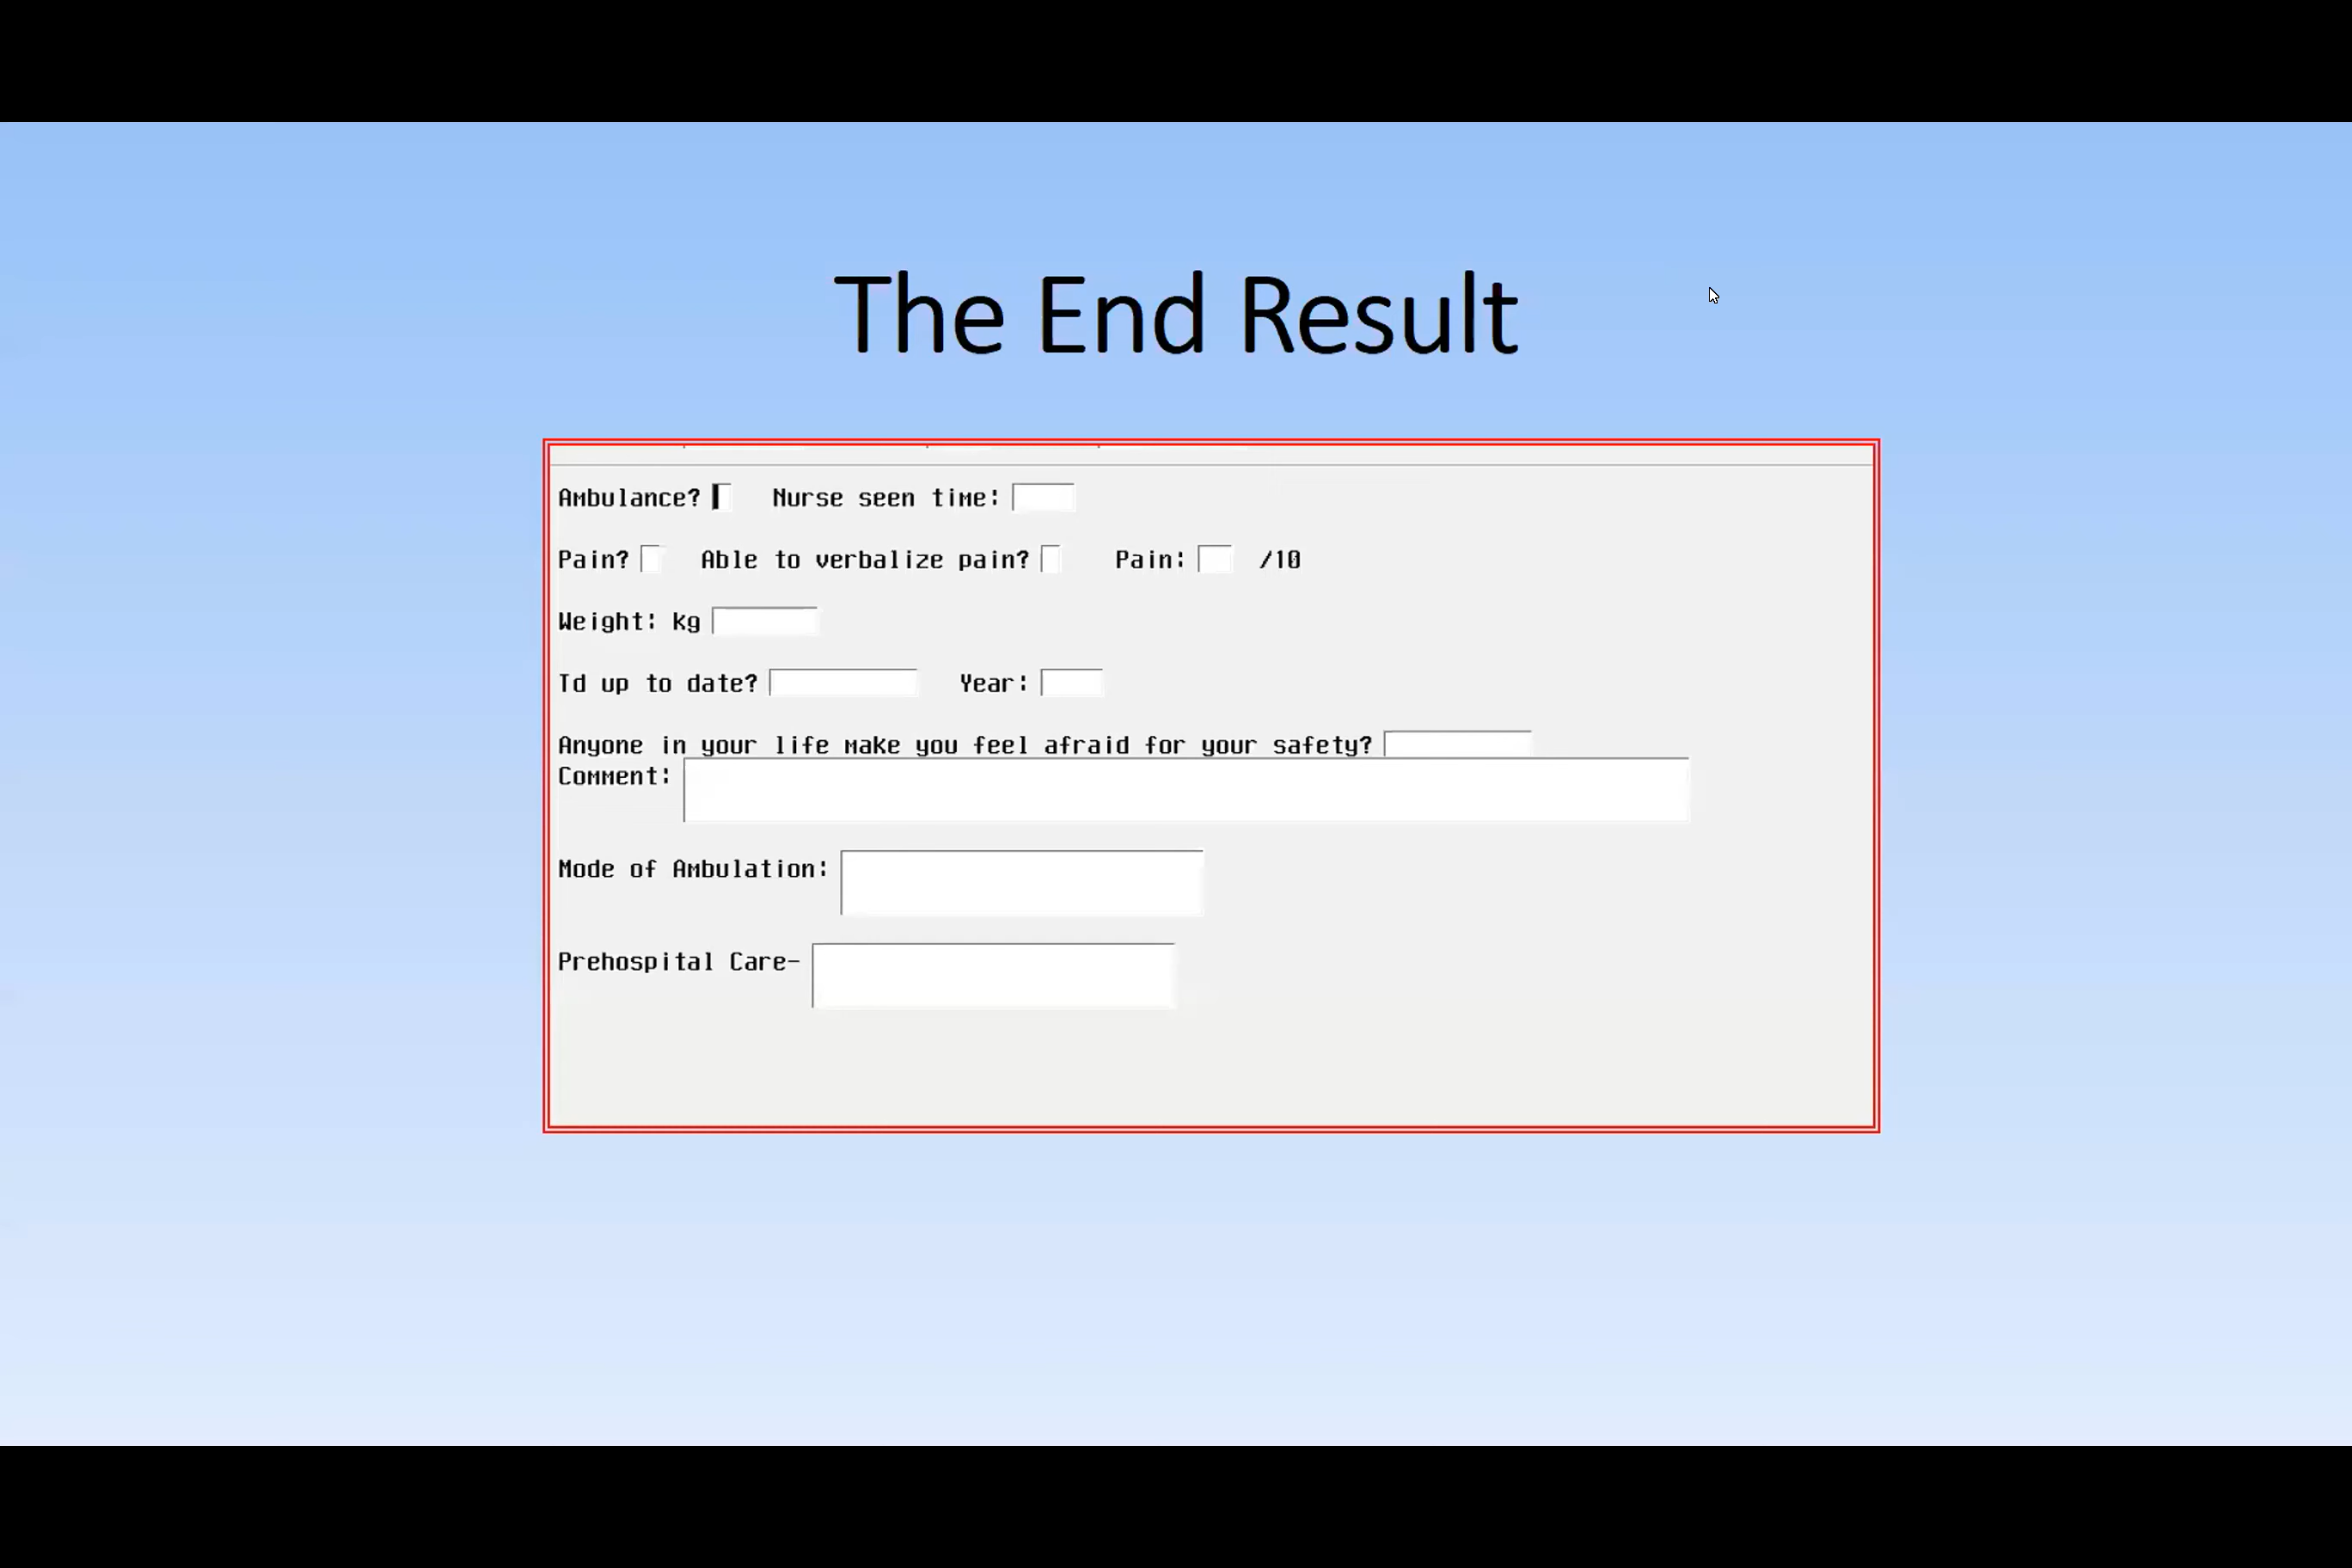 The End Result
Ambulance? Nurse seen time:
Pain? Able to verbalize pain? Pain: /10
Weight: kg
Td up to date? Year:
Anyone in your life make you feel afraid for your safety?
Comment:
Mode of Ambulation:
Prehospital Care-